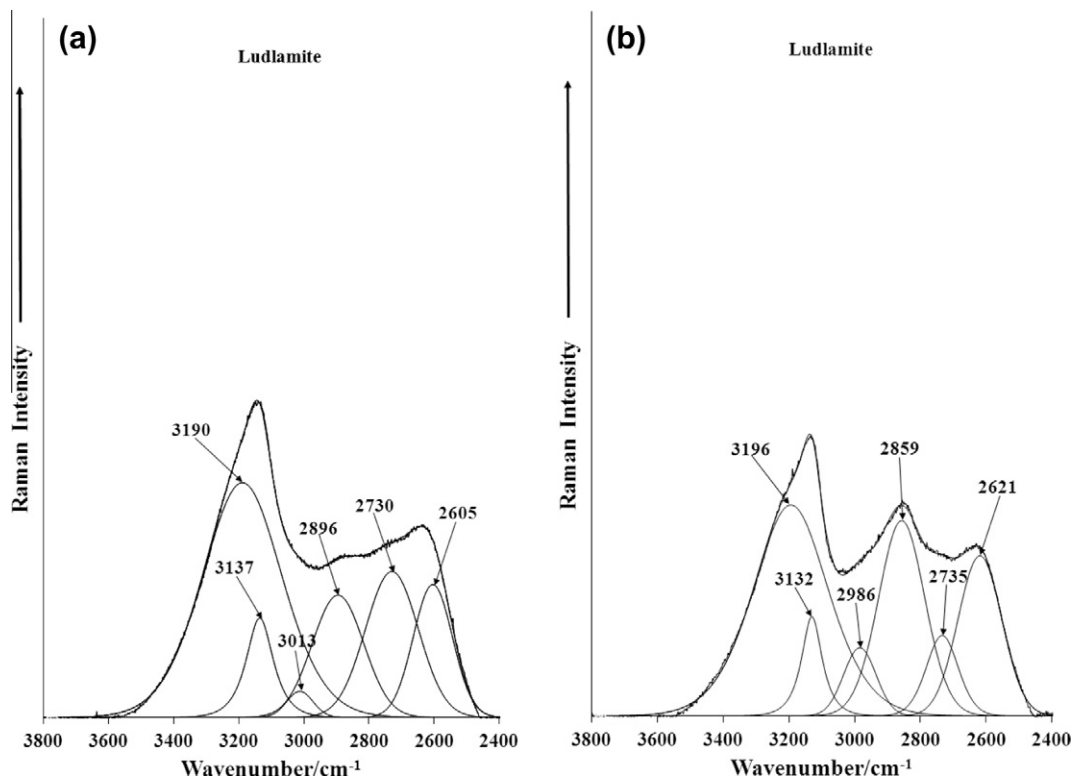 (a)
Ludlamite
Raman Intensity
3190
3137
3013
2896
2730
2605
3800 3600 3400 3200 3000 2800 2600 2400
Wavenumber/cm-1
(b)
Ludlamite
Raman Intensity
3196
3132
2986
2859
2735
2621
3800 3600 3400 3200 3000 2800 2600 2400
Wavenumber/cm-1